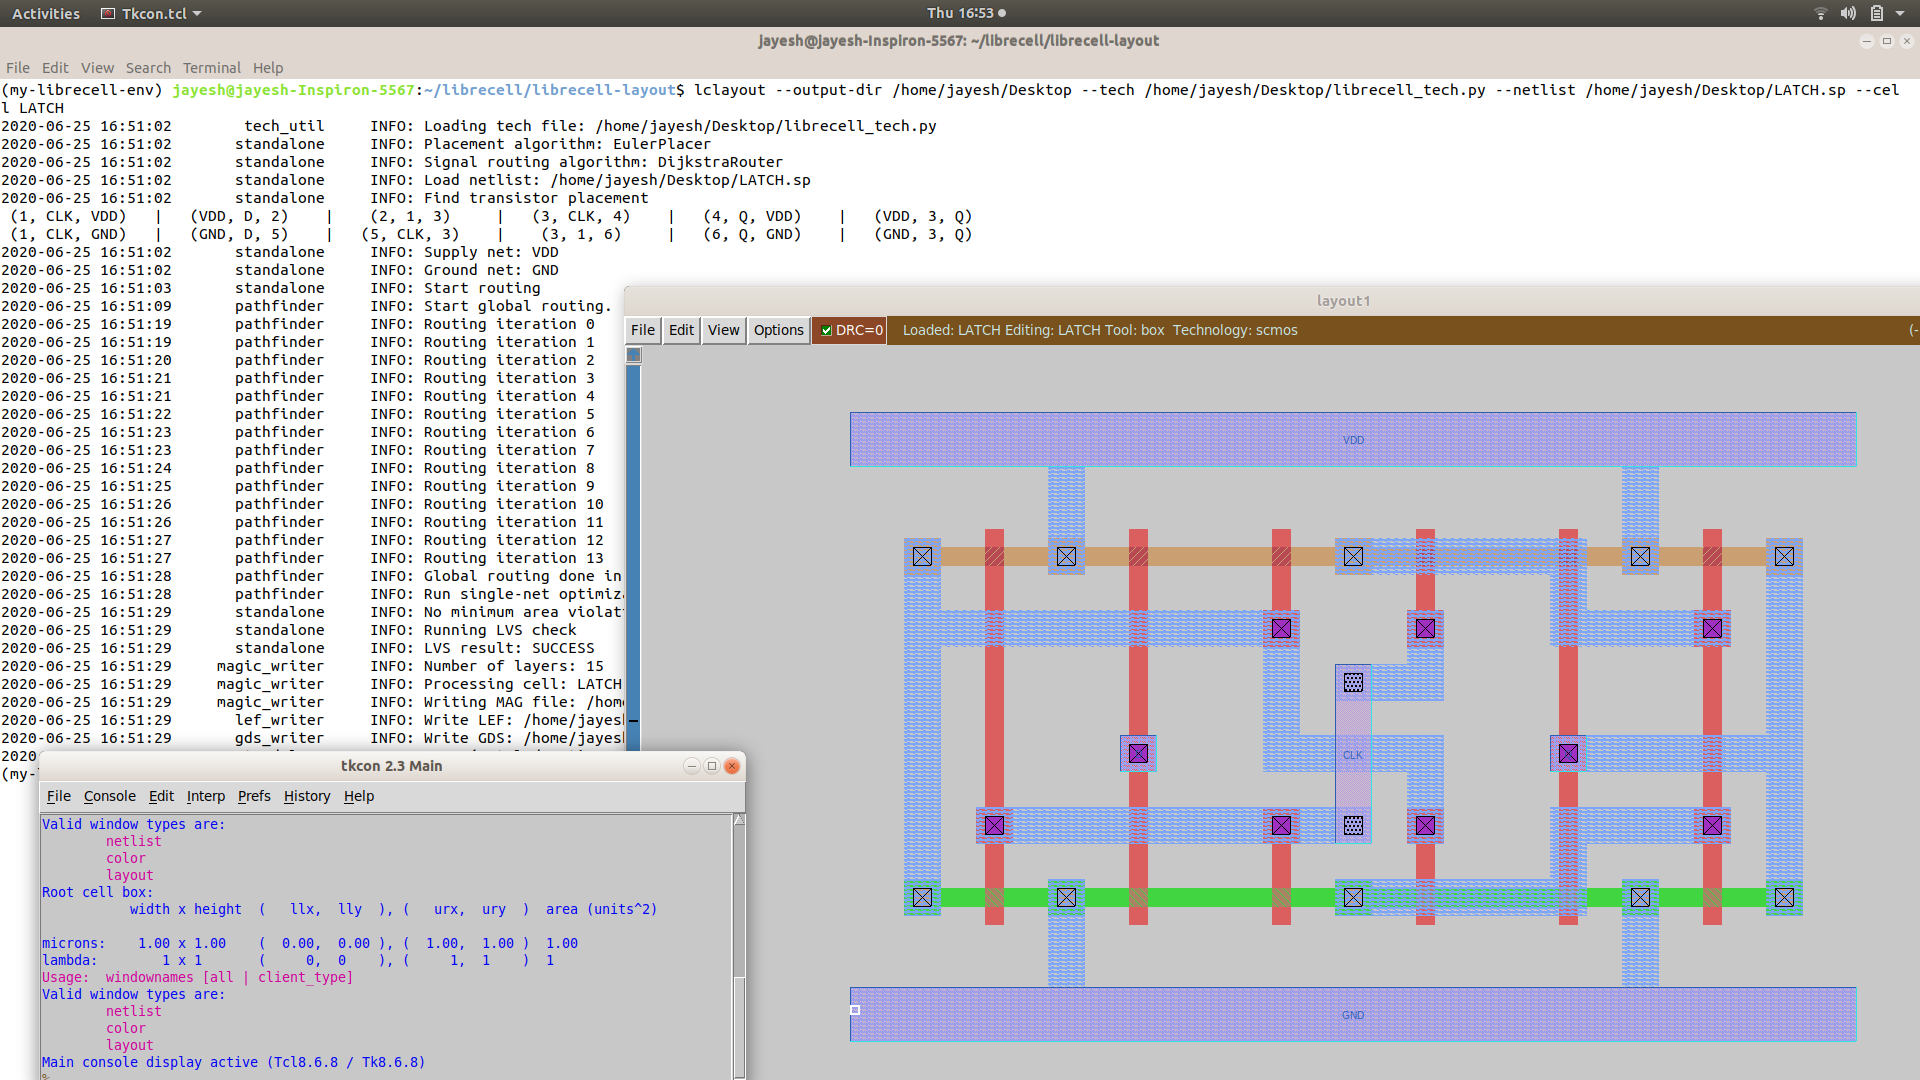 Activities Tkcon.tcl Thu 16:53
jayesh@jayesh-Inspiron-5567: ~/librecell/librecell-layout
File Edit View Search Terminal Help
(my-librecell-env) jayesh@jayesh-Inspiron-5567:~/librecell/librecell-layout$ lclayout --output-dir /home/jayesh/Desktop --tech /home/jayesh/Desktop/librecell_tech.py --netlist /home/jayesh/Desktop/LATCH.sp --cel
l LATCH
2020-06-25 16:51:02 tech_util INFO: Loading tech file: /home/jayesh/Desktop/librecell_tech.py
2020-06-25 16:51:02 standalone INFO: Placement algorithm: EulerPlacer
2020-06-25 16:51:02 standalone INFO: Signal routing algorithm: DijkstraRouter
2020-06-25 16:51:02 standalone INFO: Load netlist: /home/jayesh/Desktop/LATCH.sp
2020-06-25 16:51:02 standalone INFO: Find transistor placement
(1, CLK, VDD) | (VDD, D, 2) | (2, 1, 3) | (3, CLK, 4) | (4, Q, VDD) | (VDD, 3, Q)
(1, CLK, GND) | (GND, D, 5) | (5, CLK, 3) | (3, 1, 6) | (6, Q, GND) | (GND, 3, Q)
2020-06-25 16:51:02 standalone INFO: Supply net: VDD
2020-06-25 16:51:02 standalone INFO: Ground net: GND
2020-06-25 16:51:03 standalone INFO: Start routing
2020-06-25 16:51:09 pathfinder INFO: Start global routing.
2020-06-25 16:51:19 pathfinder INFO: Routing iteration 0
2020-06-25 16:51:19 pathfinder INFO: Routing iteration 1
2020-06-25 16:51:20 pathfinder INFO: Routing iteration 2
2020-06-25 16:51:21 pathfinder INFO: Routing iteration 3
2020-06-25 16:51:21 pathfinder INFO: Routing iteration 4
2020-06-25 16:51:22 pathfinder INFO: Routing iteration 5
2020-06-25 16:51:23 pathfinder INFO: Routing iteration 6
2020-06-25 16:51:23 pathfinder INFO: Routing iteration 7
2020-06-25 16:51:24 pathfinder INFO: Routing iteration 8
2020-06-25 16:51:25 pathfinder INFO: Routing iteration 9
2020-06-25 16:51:26 pathfinder INFO: Routing iteration 10
2020-06-25 16:51:26 pathfinder INFO: Routing iteration 11
2020-06-25 16:51:27 pathfinder INFO: Routing iteration 12
2020-06-25 16:51:27 pathfinder INFO: Routing iteration 13
2020-06-25 16:51:28 pathfinder INFO: Global routing done in
2020-06-25 16:51:28 pathfinder INFO: Run single-net optimiz
2020-06-25 16:51:29 standalone INFO: No minimum area violat
2020-06-25 16:51:29 standalone INFO: Running LVS check
2020-06-25 16:51:29 standalone INFO: LVS result: SUCCESS
2020-06-25 16:51:29 magic_writer INFO: Number of layers: 15
2020-06-25 16:51:29 magic_writer INFO: Processing cell: LATCH
2020-06-25 16:51:29 magic_writer INFO: Writing MAG file: /hom
2020-06-25 16:51:29 lef_writer INFO: Write LEF: /home/jayes
2020-06-25 16:51:29 gds_writer INFO: Write GDS: /home/jayes
2020
(my-
layout1
File Edit View Options DRC=0 Loaded: LATCH Editing: LATCH Tool: box Technology: scmos (-
VDD
CLK
GND
tkcon 2.3 Main
File Console Edit Interp Prefs History Help
Valid window types are:
netlist
color
layout
Root cell box:
width x height ( llx, lly ), ( urx, ury ) area (units^2)
microns: 1.00 x 1.00 ( 0.00, 0.00 ), ( 1.00, 1.00 ) 1.00
lambda: 1 x 1 ( 0, 0 ), ( 1, 1 ) 1
Usage: windownames [all | client_type]
Valid window types are:
netlist
color
layout
Main console display active (Tcl8.6.8 / Tk8.6.8)
%